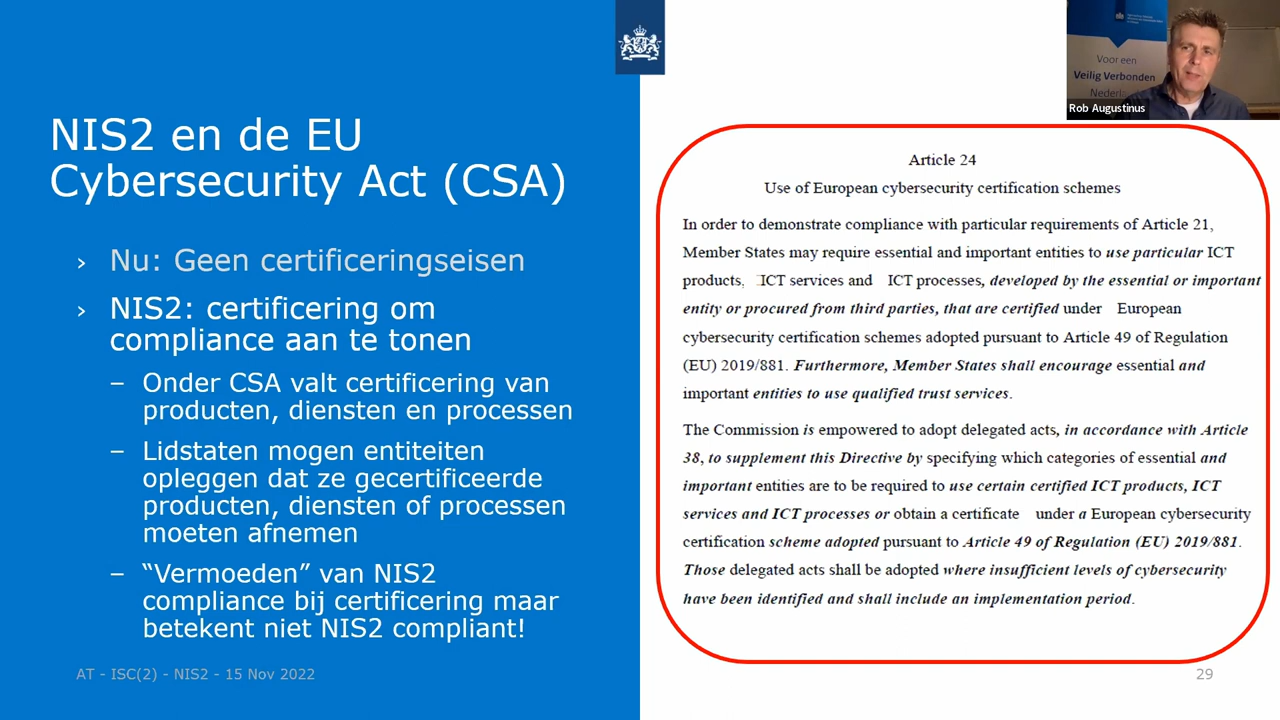 NIS2 en de EU
Cybersecurity Act (CSA)
› Nu: Geen certificeringseisen
› NIS2: certificering om
compliance aan te tonen
– Onder CSA valt certificering van
producten, diensten en processen
– Lidstaten mogen entiteiten
opleggen dat ze gecertificeerde
producten, diensten of processen
moeten afnemen
– “Vermoeden” van NIS2
compliance bij certificering maar
betekent niet NIS2 compliant!
AT - ISC(2) - NIS2 - 15 Nov 2022
Voor een
Veilig Verbonden
Rob Augustinus
Article 24
Use of European cybersecurity certification schemes
In order to demonstrate compliance with particular requirements of Article 21,
Member States may require essential and important entities to use particular ICT
products, ICT services and ICT processes, developed by the essential or important
entity or procured from third parties, that are certified under European
cybersecurity certification schemes adopted pursuant to Article 49 of Regulation
(EU) 2019/881. Furthermore, Member States shall encourage essential and
important entities to use qualified trust services.
The Commission is empowered to adopt delegated acts, in accordance with Article
38, to supplement this Directive by specifying which categories of essential and
important entities are to be required to use certain certified ICT products, ICT
services and ICT processes or obtain a certificate under a European cybersecurity
certification scheme adopted pursuant to Article 49 of Regulation (EU) 2019/881.
Those delegated acts shall be adopted where insufficient levels of cybersecurity
have been identified and shall include an implementation period.
29